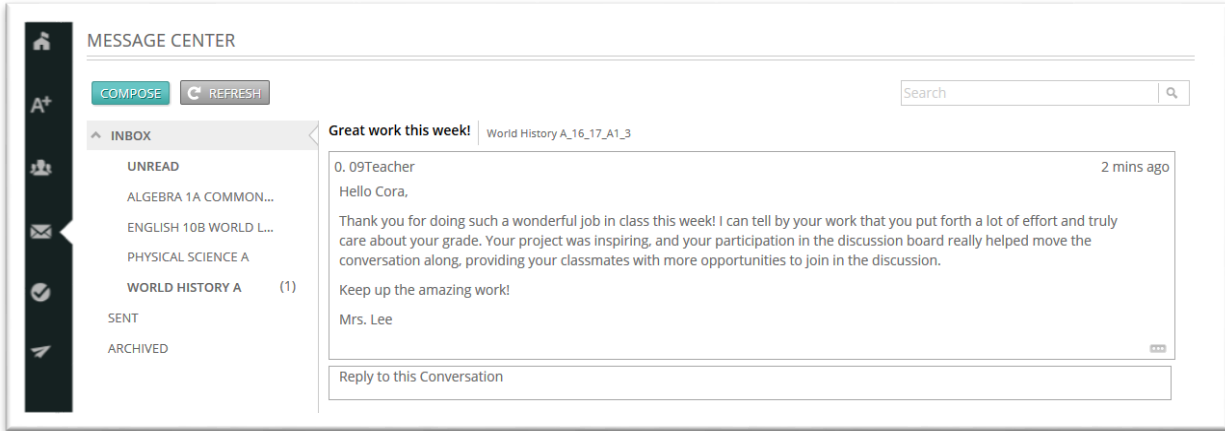 MESSAGE CENTER
COMPOSE
REFRESH
Search
A+
INBOX
UNREAD
ALGEBRA 1A COMMON...
ENGLISH 10B WORLD L...
PHYSICAL SCIENCE A
WORLD HISTORY A (1)
SENT
ARCHIVED
Great work this week! World History A_16_17_A1_3
0. 09Teacher 2 mins ago
Hello Cora,
Thank you for doing such a wonderful job in class this week! I can tell by your work that you put forth a lot of effort and truly
care about your grade. Your project was inspiring, and your participation in the discussion board really helped move the
conversation along, providing your classmates with more opportunities to join in the discussion.
Keep up the amazing work!
Mrs. Lee
Reply to this Conversation